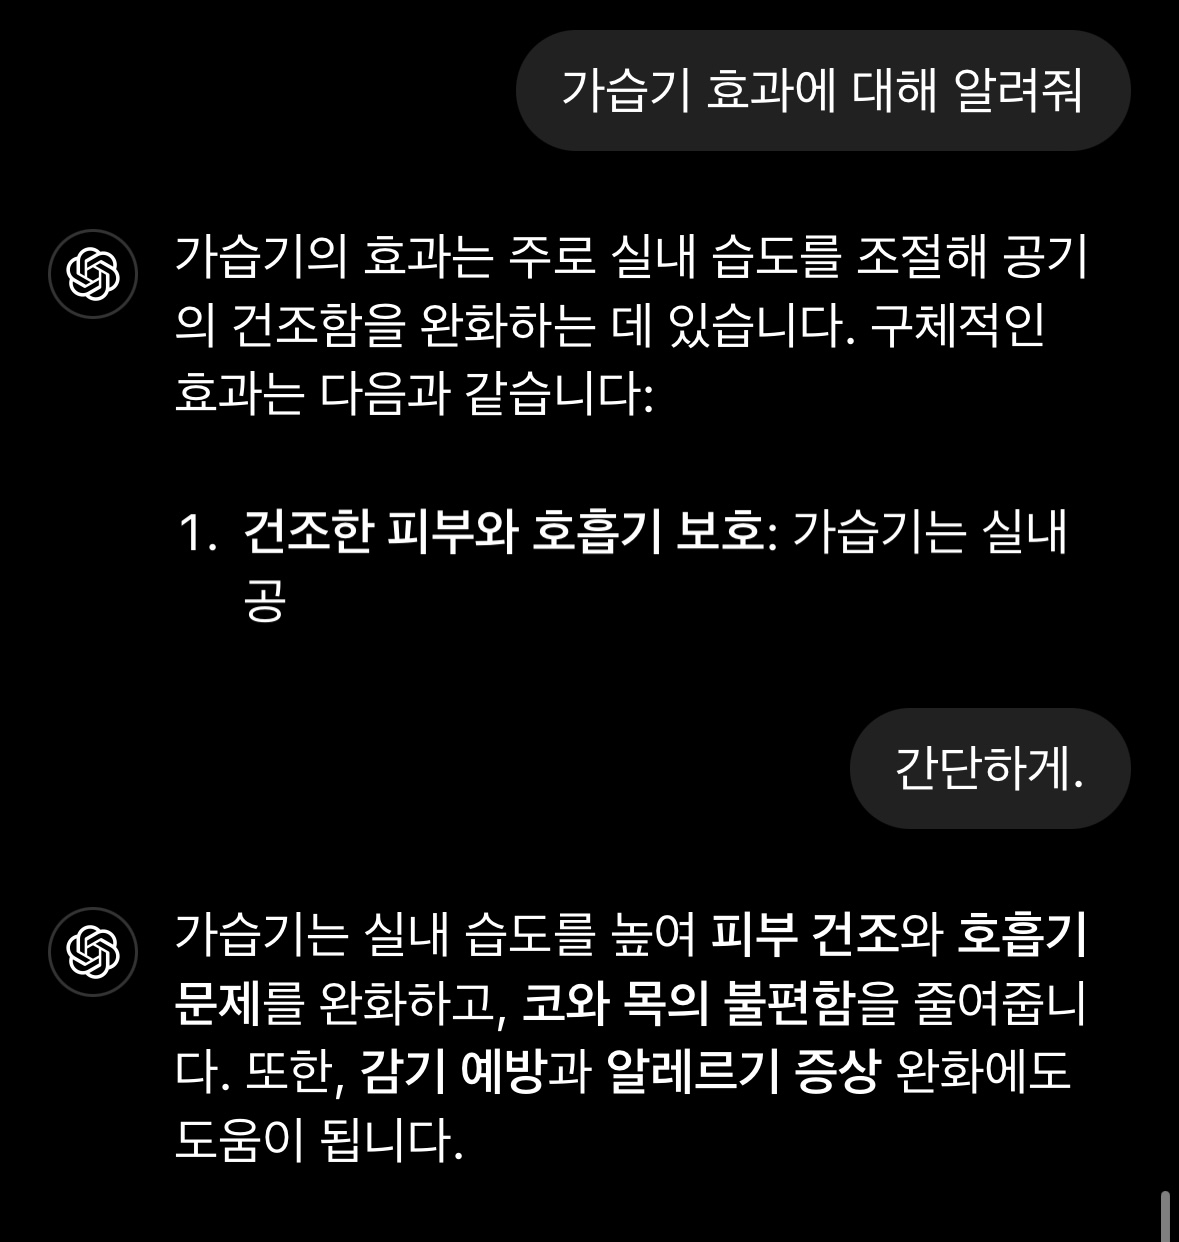 가습기 효과에 대해 알려줘
가습기의 효과는 주로 실내 습도를 조절해 공기
의 건조함을 완화하는 데 있습니다. 구체적인
효과는 다음과 같습니다:
1. 건조한 피부와 호흡기 보호: 가습기는 실내
공
간단하게.
가습기는 실내 습도를 높여 피부 건조와 호흡기
문제를 완화하고, 코와 목의 불편함을 줄여줍니
다. 또한, 감기 예방과 알레르기 증상 완화에도
도움이 됩니다.